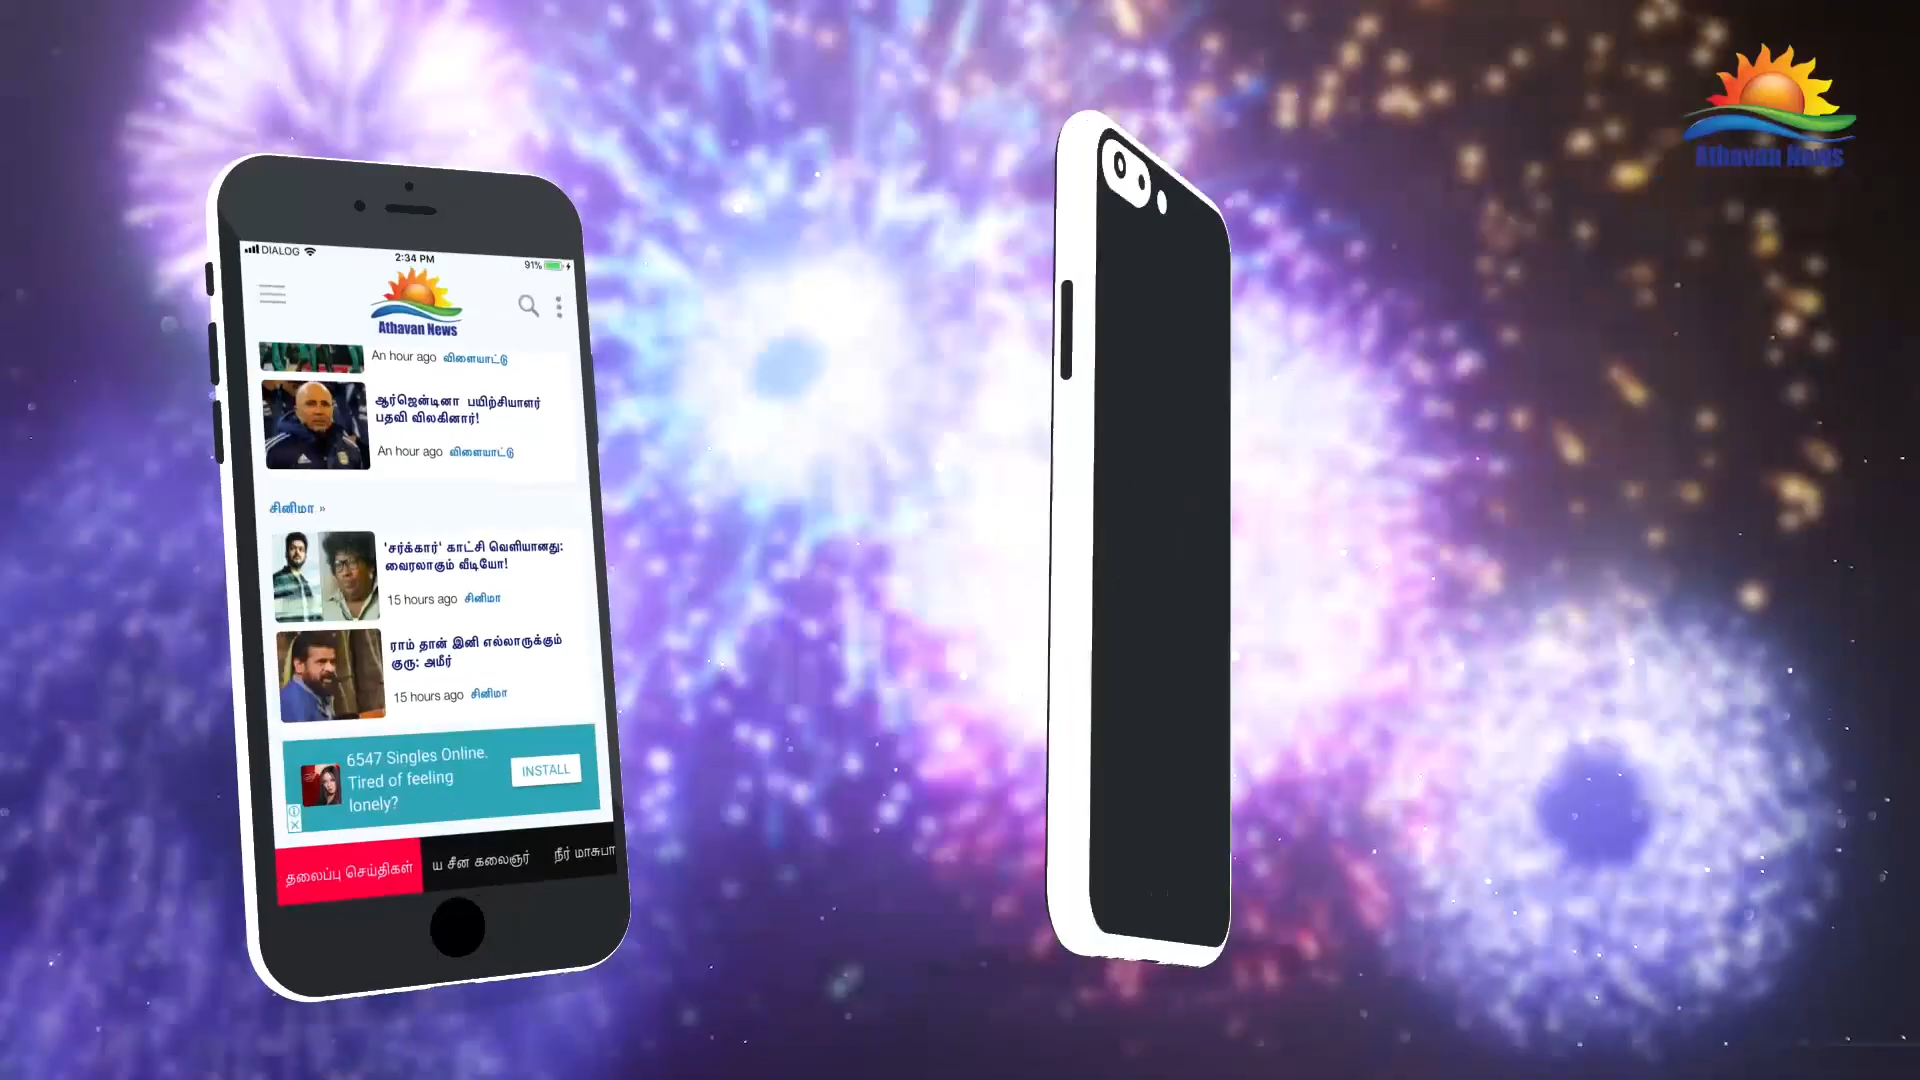 Athavan News
DIALOG
2:34 PM
91%
Athavan News
An hour ago விளையாட்டு
ஆர்ஜென்டினா பயிற்சியாளர்
பதவி விலகினார்!
An hour ago விளையாட்டு
சினிமா »
'சர்க்கார்' காட்சி வெளியானது:
வைரலாகும் வீடியோ!
15 hours ago சினிமா
ராம் தான் இனி எல்லாருக்கும்
குரு: அமீர்
15 hours ago சினிமா
6547 Singles Online.
Tired of feeling
lonely?
INSTALL
தலைப்பு செய்திகள்
ய சீன கலைஞர் நீர் மாசுபா